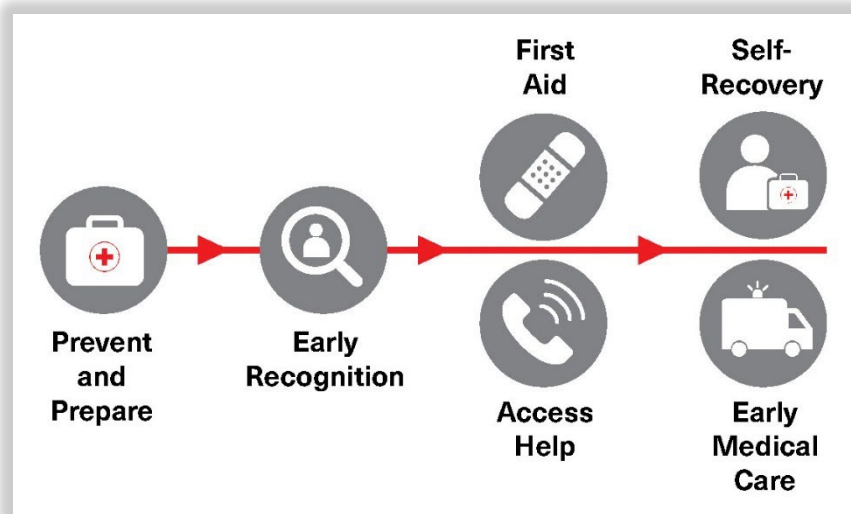 Prevent
and
Prepare
Early
Recognition
First
Aid
Access
Help
Self-
Recovery
Early
Medical
Care